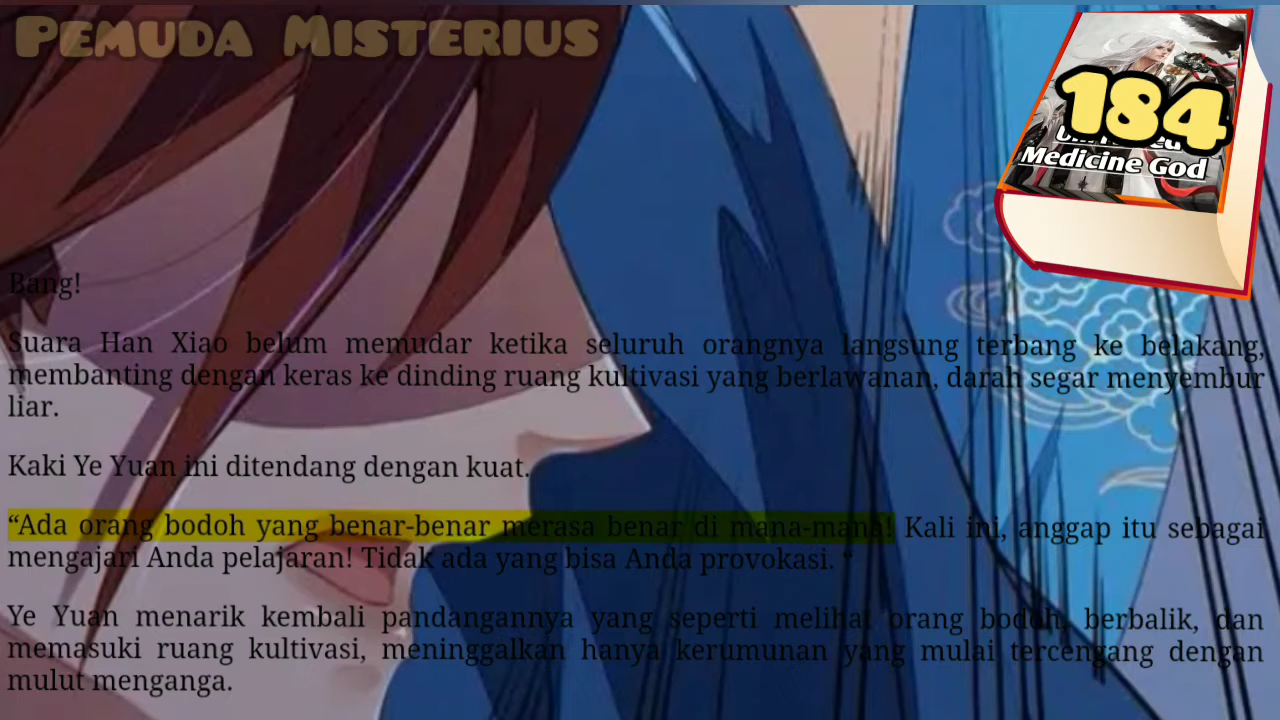 Pemuda Misterius
184
Medicine God
Bang!
Suara Han Xiao belum memudar ketika seluruh orangnya langsung terbang ke belakang,
membanting dengan keras ke dinding ruang kultivasi yang berlawanan, darah segar menyembur
liar.
Kaki Ye Yuan ini ditendang dengan kuat.
“Ada orang bodoh yang benar-benar merasa benar di mana-mana! Kali ini, anggap itu sebagai
mengajari Anda pelajaran! Tidak ada yang bisa Anda provokasi. “
Ye Yuan menarik kembali pandangannya yang seperti melihat orang bodoh, berbalik, dan
memasuki ruang kultivasi, meninggalkan hanya kerumunan yang mulai tercengang dengan
mulut menganga.